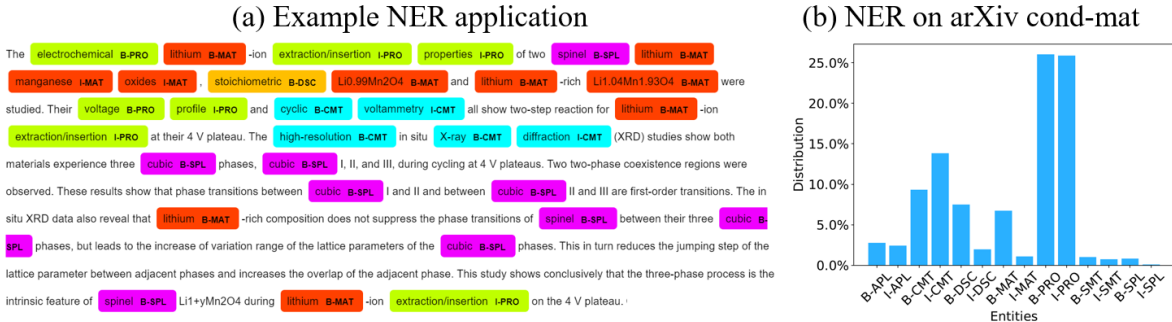 (a) Example NER application
The electrochemical B-PRO lithium B-MAT -ion extraction/insertion I-PRO properties I-PRO of two spinel B-SPL lithium B-MAT
manganese I-MAT oxides I-MAT , stoichiometric B-DSC Li0.99Mn2O4 B-MAT and lithium B-MAT -rich Li1.04Mn1.93O4 B-MAT were
studied. Their voltage B-PRO profile I-PRO and cyclic B-CMT voltammetry I-CMT all show two-step reaction for lithium B-MAT -ion
extraction/insertion I-PRO at their 4 V plateau. The high-resolution B-CMT in situ X-ray B-CMT diffraction I-CMT (XRD) studies show both
materials experience three cubic B-SPL phases, cubic B-SPL I, II, and III, during cycling at 4 V plateaus. Two two-phase coexistence regions were
observed. These results show that phase transitions between cubic B-SPL I and II and between cubic B-SPL II and III are first-order transitions. The in
situ XRD data also reveal that lithium B-MAT -rich composition does not suppress the phase transitions of spinel B-SPL between their three cubic B-
SPL phases, but leads to the increase of variation range of the lattice parameters of the cubic B-SPL phases. This in turn reduces the jumping step of the
lattice parameter between adjacent phases and increases the overlap of the adjacent phase. This study shows conclusively that the three-phase process is the
intrinsic feature of spinel B-SPL Li1+yMn2O4 during lithium B-MAT -ion extraction/insertion I-PRO on the 4 V plateau.
(b) NER on arXiv cond-mat
Distribution
25.0%
20.0%
15.0%
10.0%
5.0%
0.0%
B-APL
I-APL
B-CMT
I-CMT
B-DSC
I-DSC
B-MAT
I-MAT
B-PRO
I-PRO
B-SMT
I-SMT
B-SPL
I-SPL
Entities